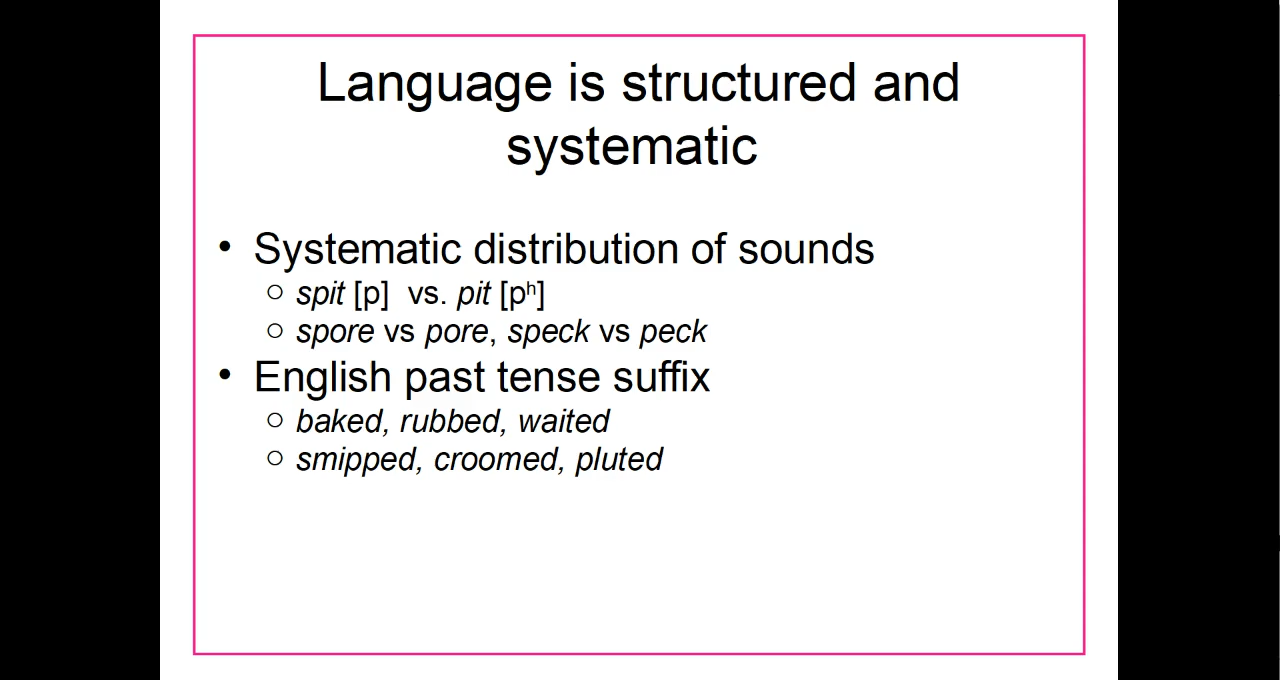 Language is structured and
systematic
• Systematic distribution of sounds
○ spit [p] vs. pit [pʰ]
○ spore vs pore, speck vs peck
• English past tense suffix
○ baked, rubbed, waited
○ smipped, croomed, pluted